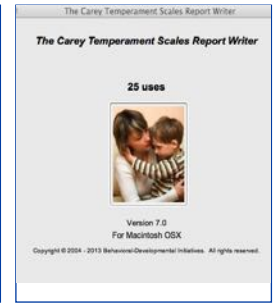 The Carey Temperament Scales Report Writer
The Carey Temperament Scales Report Writer
25 uses
Version 7.0
For Macintosh OSX
Copyright © 2004 - 2013 Behavioral-Developmental Initiatives. All rights reserved.